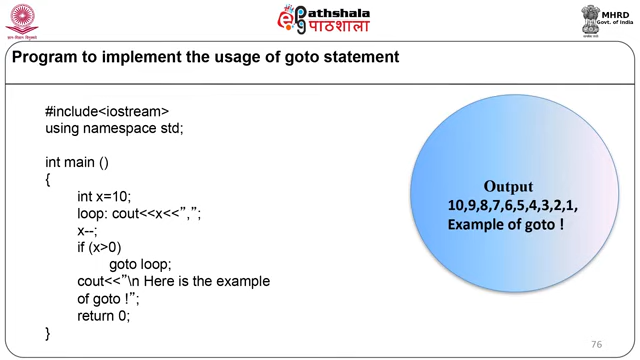 Pathshala
पाठशाला
MHRD
Govt. of India
Program to implement the usage of goto statement
#include<iostream>
using namespace std;
int main ()
{
int x=10;
loop: cout<<x<<”,”;
x--;
if (x>0)
goto loop;
cout<<”\n Here is the example
of goto !”;
return 0;
}
Output
10,9,8,7,6,5,4,3,2,1,
Example of goto !
76